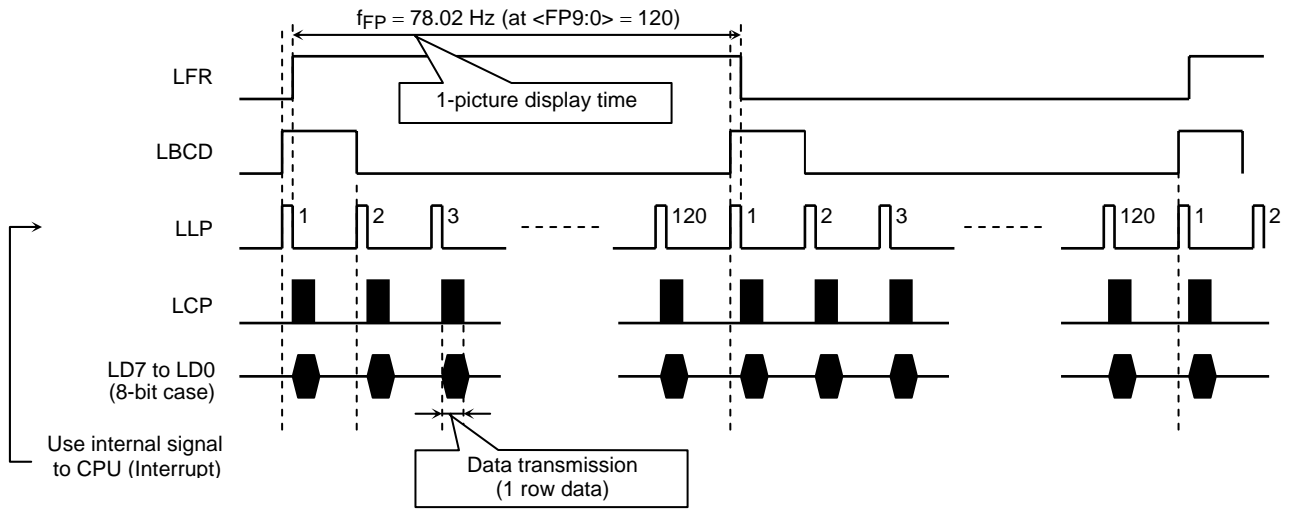 fFP = 78.02 Hz (at <FP9:0> = 120)
LFR
1-picture display time
LBCD
LLP
1 2 3 120 1 2 3 120 1 2
LCP
LD7 to LD0
(8-bit case)
Use internal signal
to CPU (Interrupt)
Data transmission
(1 row data)